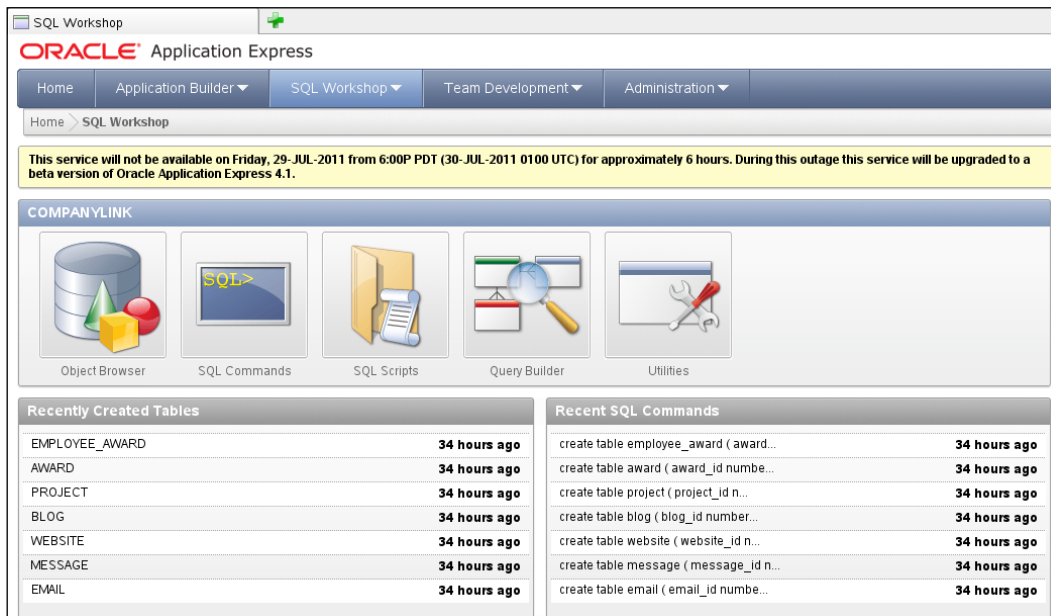 SQL Workshop
ORACLE Application Express
Home Application Builder SQL Workshop Team Development Administration
Home SQL Workshop
This service will not be available on Friday, 29-JUL-2011 from 6:00P PDT (30-JUL-2011 0100 UTC) for approximately 6 hours. During this outage this service will be upgraded to a
beta version of Oracle Application Express 4.1.
COMPANYLINK
SQL>
Object Browser SQL Commands SQL Scripts Query Builder Utilities
Recently Created Tables
EMPLOYEE_AWARD 34 hours ago
AWARD 34 hours ago
PROJECT 34 hours ago
BLOG 34 hours ago
WEBSITE 34 hours ago
MESSAGE 34 hours ago
EMAIL 34 hours ago
Recent SQL Commands
create table employee_award ( award... 34 hours ago
create table award ( award_id numbe... 34 hours ago
create table project ( project_id n... 34 hours ago
create table blog ( blog_id number... 34 hours ago
create table website ( website_id n... 34 hours ago
create table message ( message_id n... 34 hours ago
create table email ( email_id numbe... 34 hours ago